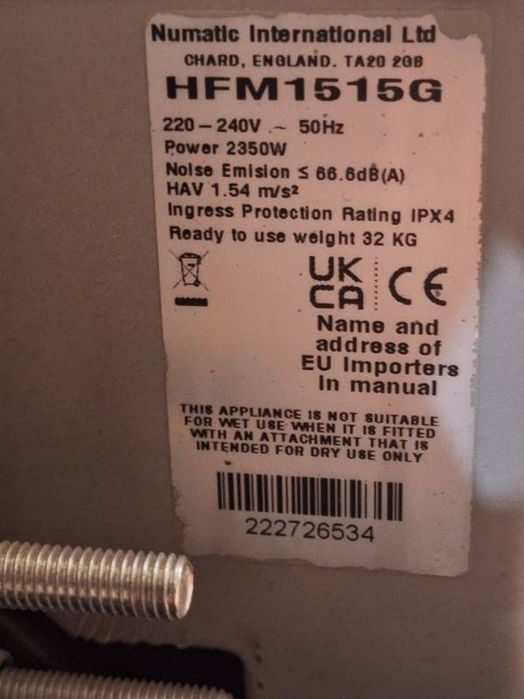 Numatic International Ltd
CHARD, ENGLAND. TA20 2GB
HFM1515G
220-240V ~ 50Hz
Power 2350W
Noise Emision ≤ 66.6dB(A)
HAV 1.54 m/s²
Ingress Protection Rating IPX4
Ready to use weight 32 KG
UK
CA
CE
Name and
address of
EU Importers
in manual
THIS APPLIANCE IS NOT SUITABLE
FOR WET USE WHEN IT IS FITTED
WITH AN ATTACHMENT THAT IS
INTENDED FOR DRY USE ONLY
222726534